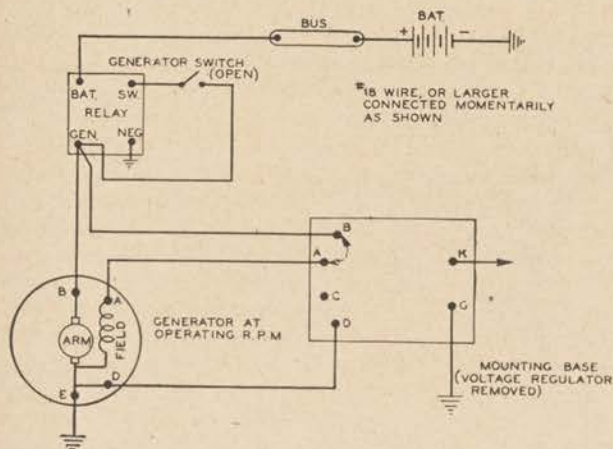 BUS
BAT.
+ −
GENERATOR SWITCH
(OPEN)
BAT. SW.
RELAY
GEN. NEG
#18 WIRE, OR LARGER
CONNECTED MOMENTARILY
AS SHOWN
B
A
K
C
G
D
B
A
ARM
FIELD
D
E
GENERATOR AT
OPERATING R.P.M
MOUNTING BASE
(VOLTAGE REGULATOR
REMOVED)